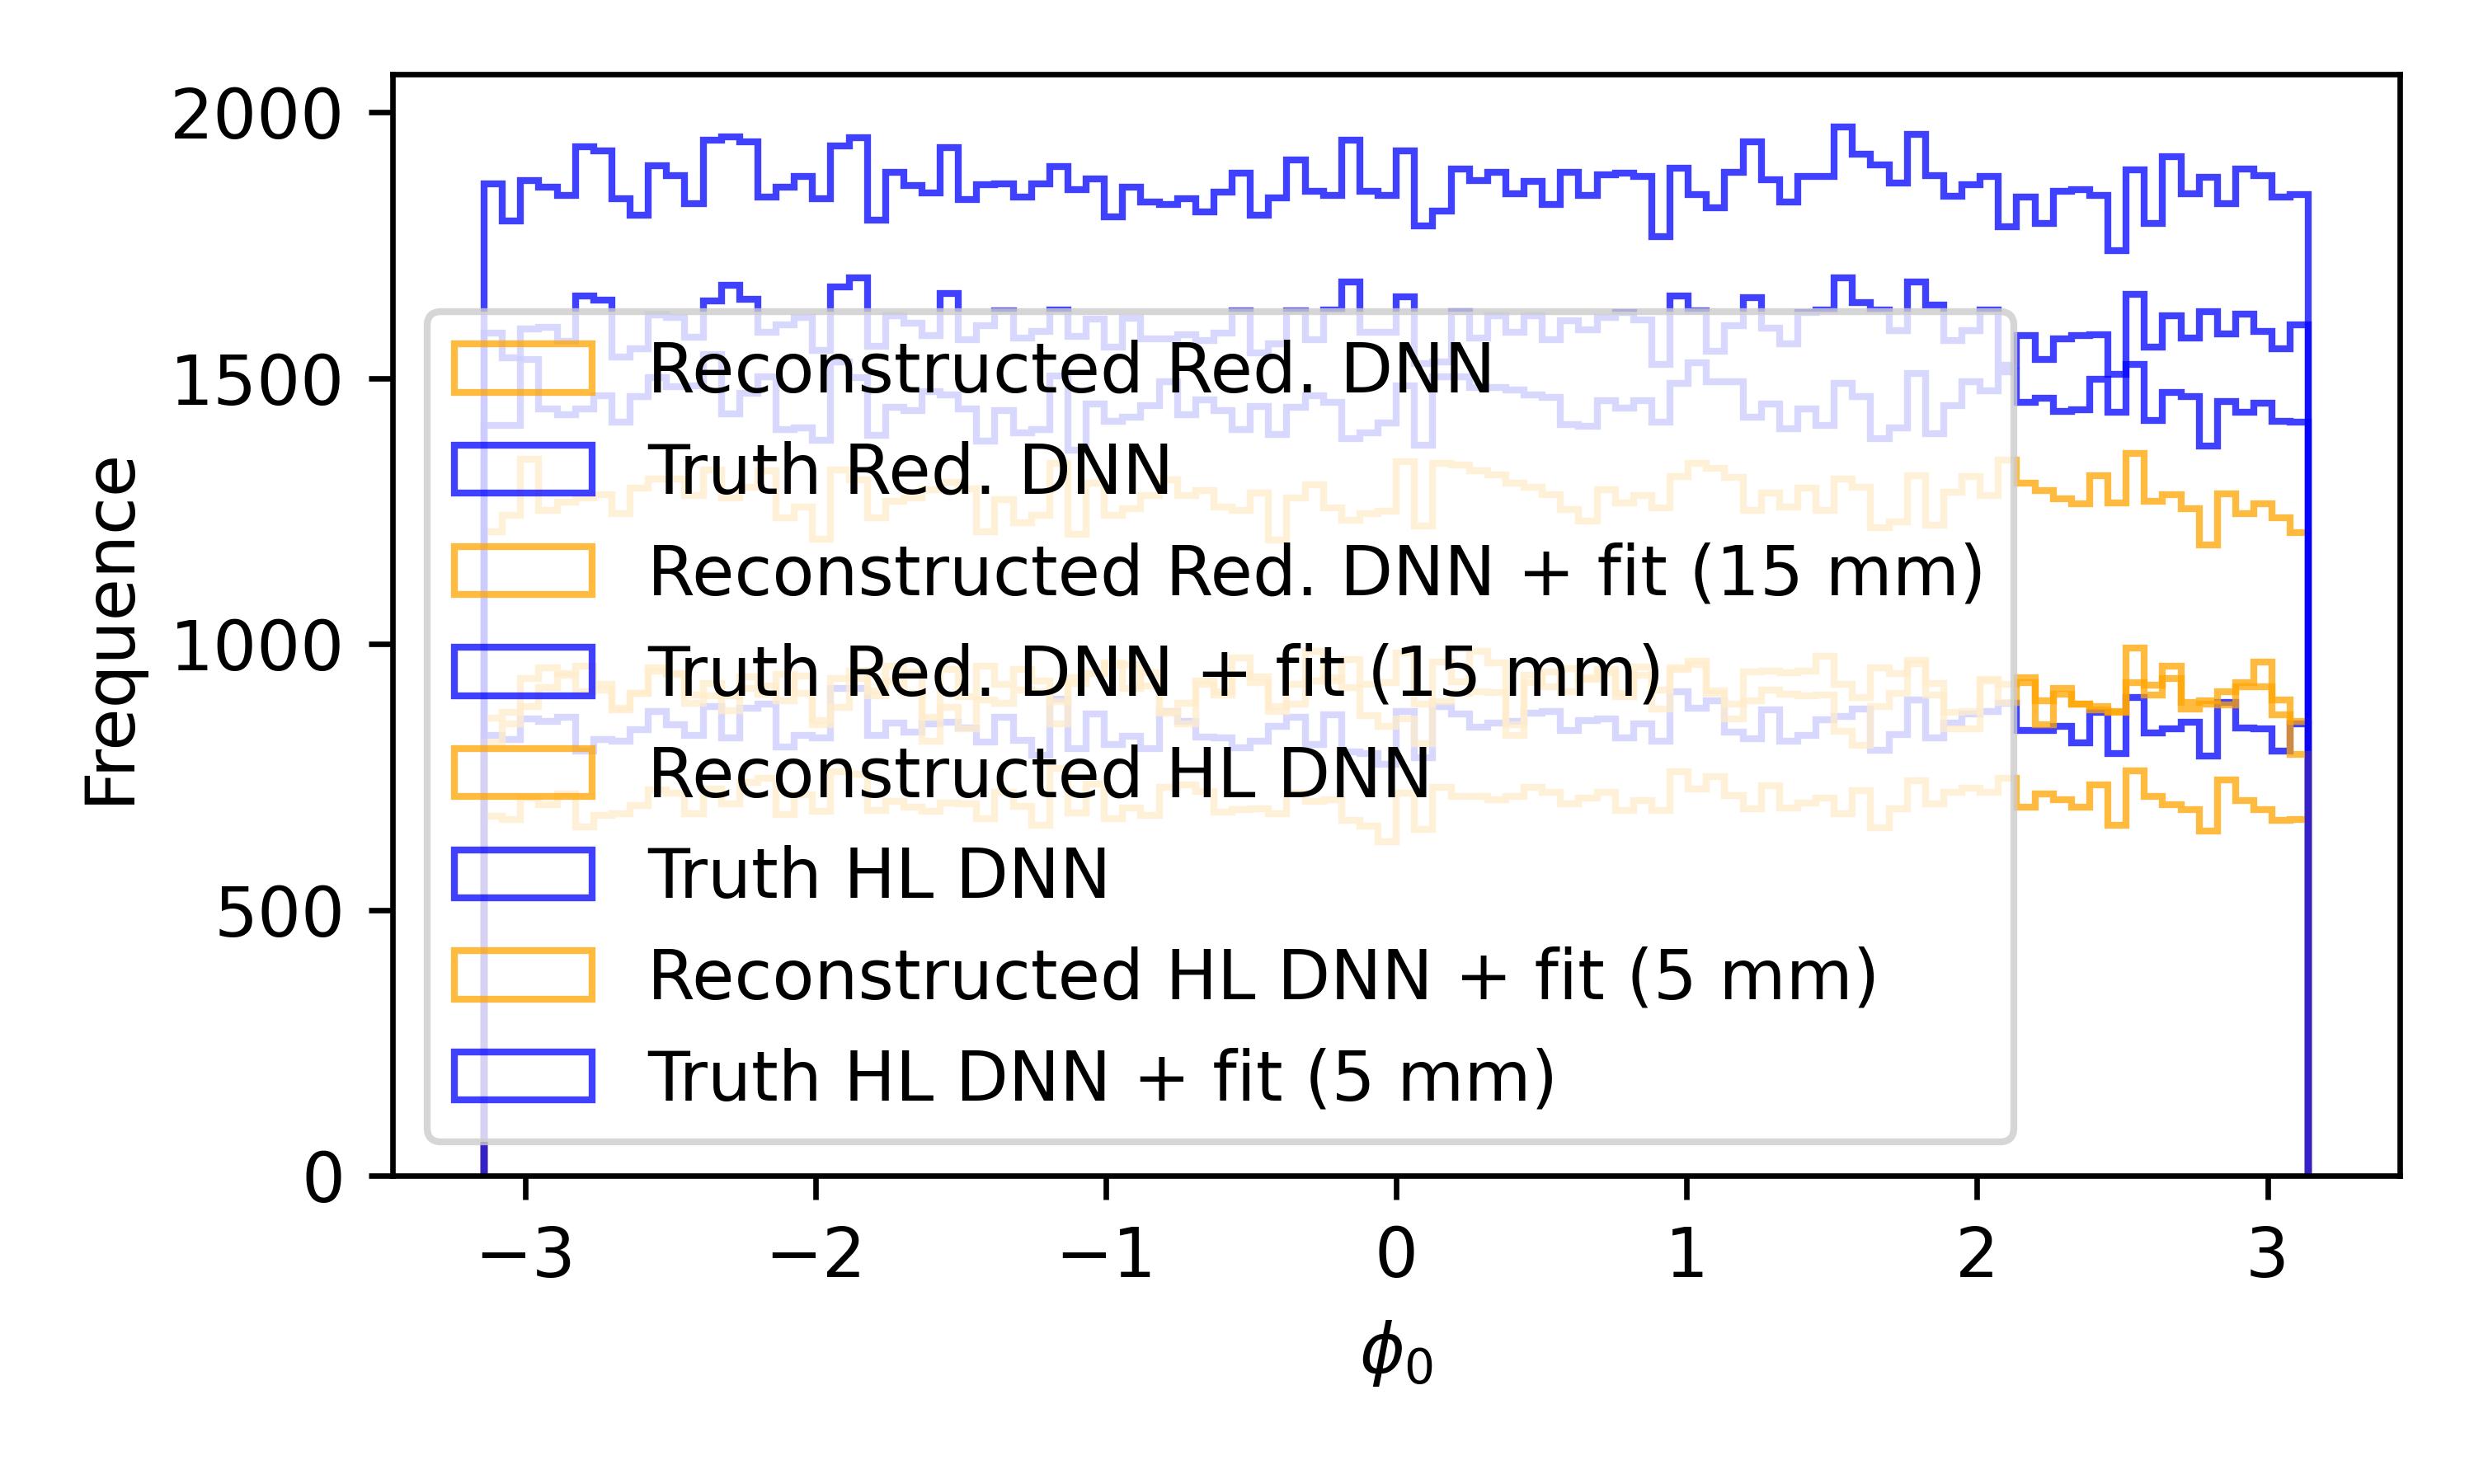 2000
1500
1000
500
0
Frequence
Reconstructed Red. DNN
Truth Red. DNN
Reconstructed Red. DNN + fit (15 mm)
Truth Red. DNN + fit (15 mm)
Reconstructed HL DNN
Truth HL DNN
Reconstructed HL DNN + fit (5 mm)
Truth HL DNN + fit (5 mm)
−3 −2 −1 0 1 2 3
ϕ₀